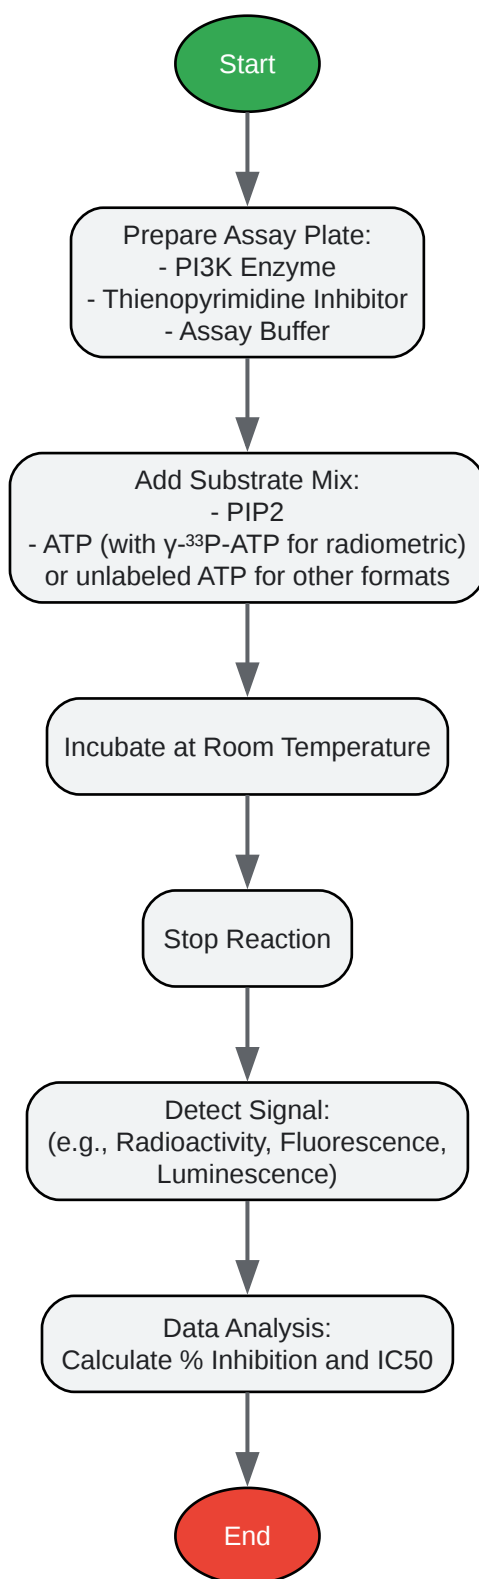 Start
Prepare Assay Plate:
- PI3K Enzyme
- Thienopyrimidine Inhibitor
- Assay Buffer
Add Substrate Mix:
- PIP2
- ATP (with γ-³³P-ATP for radiometric)
or unlabeled ATP for other formats
Incubate at Room Temperature
Stop Reaction
Detect Signal:
(e.g., Radioactivity, Fluorescence,
Luminescence)
Data Analysis:
Calculate % Inhibition and IC50
End